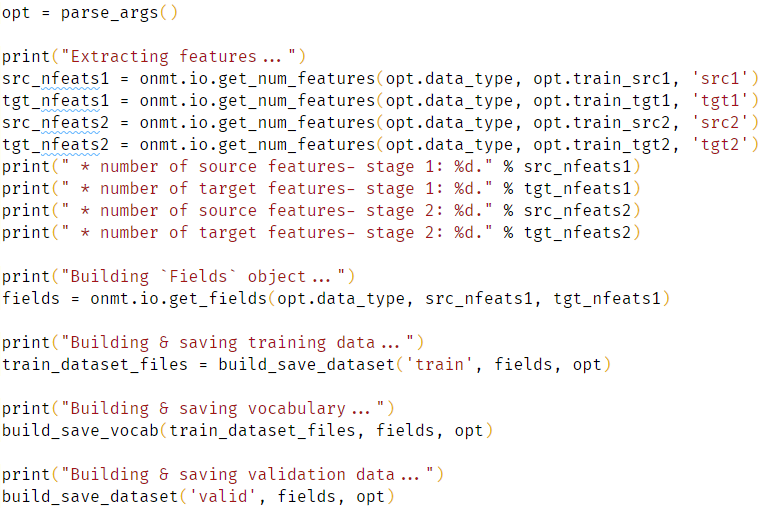 opt = parse_args()
print("Extracting features...")
src_nfeats1 = onmt.io.get_num_features(opt.data_type, opt.train_src1, 'src1')
tgt_nfeats1 = onmt.io.get_num_features(opt.data_type, opt.train_tgt1, 'tgt1')
src_nfeats2 = onmt.io.get_num_features(opt.data_type, opt.train_src2, 'src2')
tgt_nfeats2 = onmt.io.get_num_features(opt.data_type, opt.train_tgt2, 'tgt2')
print(" * number of source features- stage 1: %d." % src_nfeats1)
print(" * number of target features- stage 1: %d." % tgt_nfeats1)
print(" * number of source features- stage 2: %d." % src_nfeats2)
print(" * number of target features- stage 2: %d." % tgt_nfeats2)
print("Building `Fields` object...")
fields = onmt.io.get_fields(opt.data_type, src_nfeats1, tgt_nfeats1)
print("Building & saving training data...")
train_dataset_files = build_save_dataset('train', fields, opt)
print("Building & saving vocabulary...")
build_save_vocab(train_dataset_files, fields, opt)
print("Building & saving validation data...")
build_save_dataset('valid', fields, opt)